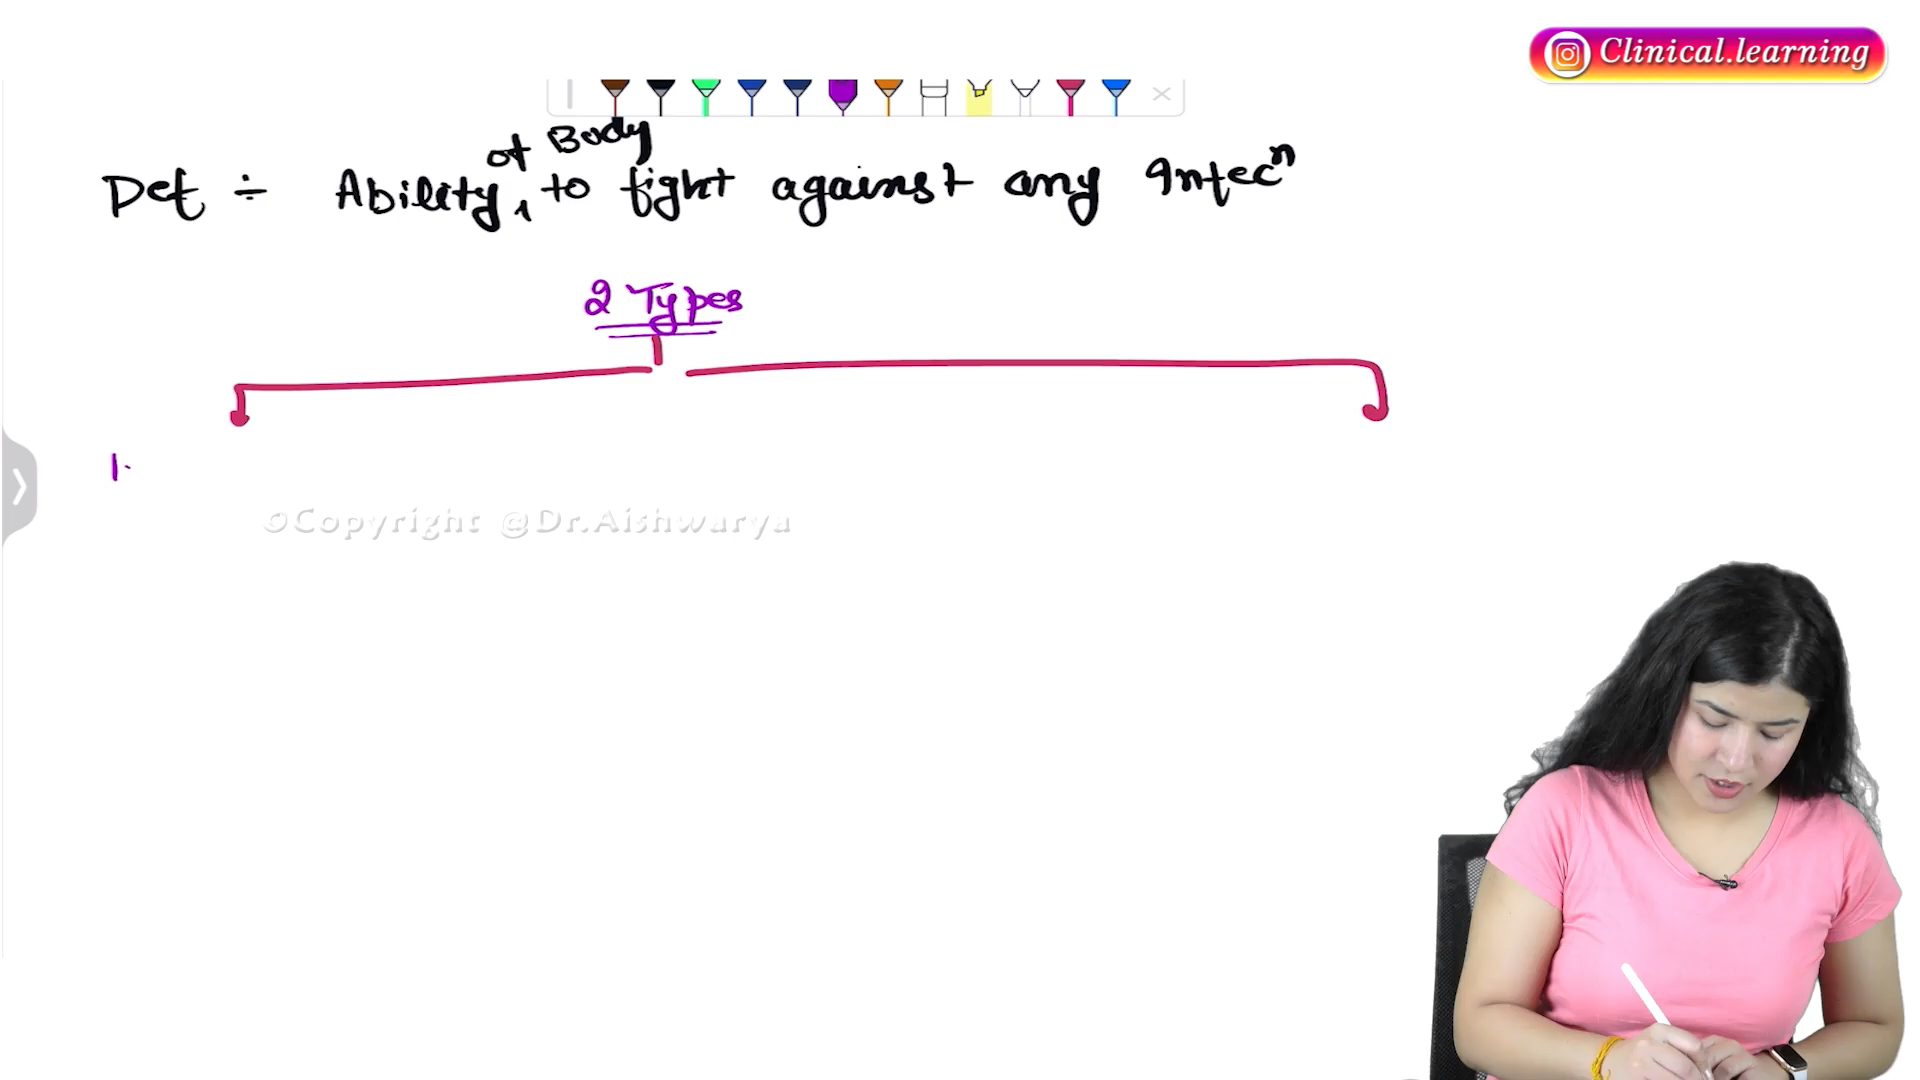 Clinical.learning
Def ÷ Ability, of Body to fight against any Infecⁿ
2 Types
1.
©Copyright @Dr.Aishwarya